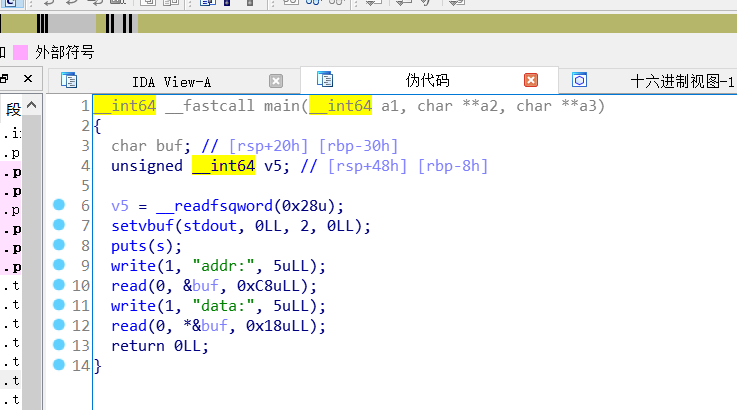 外部符号
IDA View-A
伪代码
十六进制视图-1
段
1 __int64 __fastcall main(__int64 a1, char **a2, char **a3)
2 {
3 char buf; // [rsp+20h] [rbp-30h]
4 unsigned __int64 v5; // [rsp+48h] [rbp-8h]
5
6 v5 = __readfsqword(0x28u);
7 setvbuf(stdout, 0LL, 2, 0LL);
8 puts(s);
9 write(1, "addr:", 5uLL);
10 read(0, &buf, 0xC8uLL);
11 write(1, "data:", 5uLL);
12 read(0, *&buf, 0x18uLL);
13 return 0LL;
14 }
.p
.p
.p
.p
.p
.p
.p
.t
.t
.t
.t
.t
.t